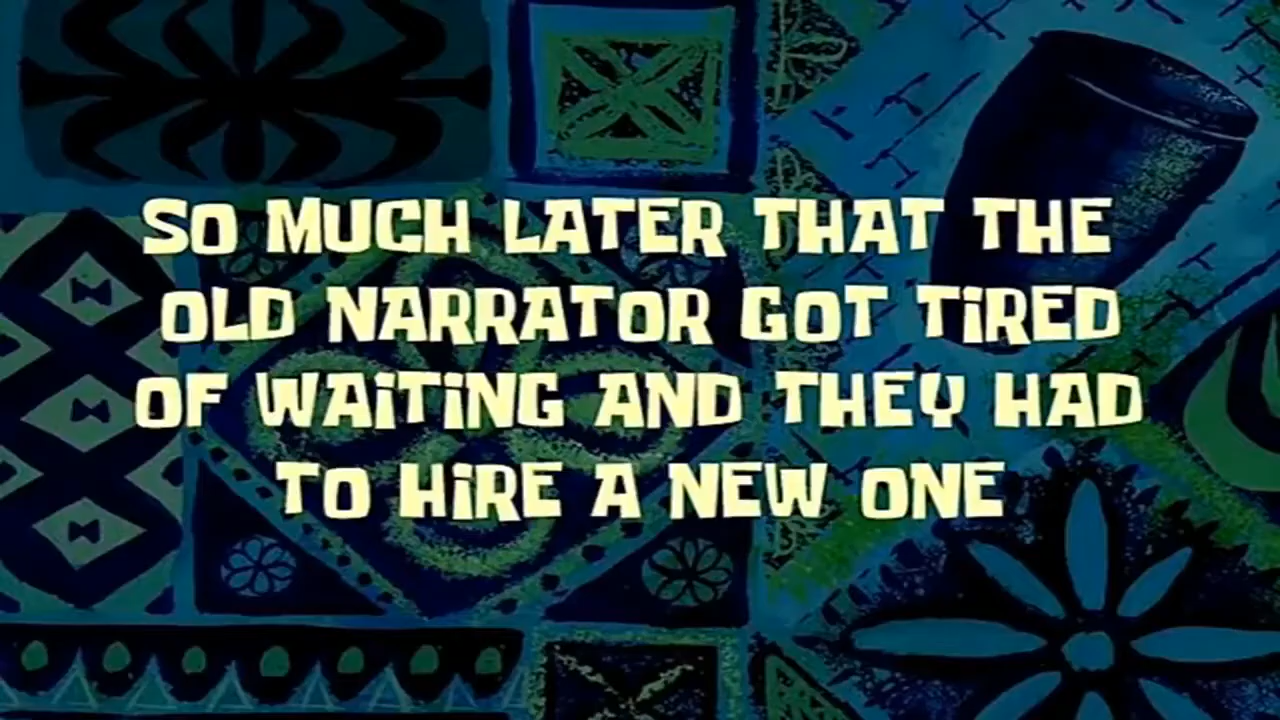 SO MUCH LATER THAT THE
OLD NARRATOR GOT TiRED
OF WAiTiNG AND THEY HAD
TO HiRE A NEW ONE